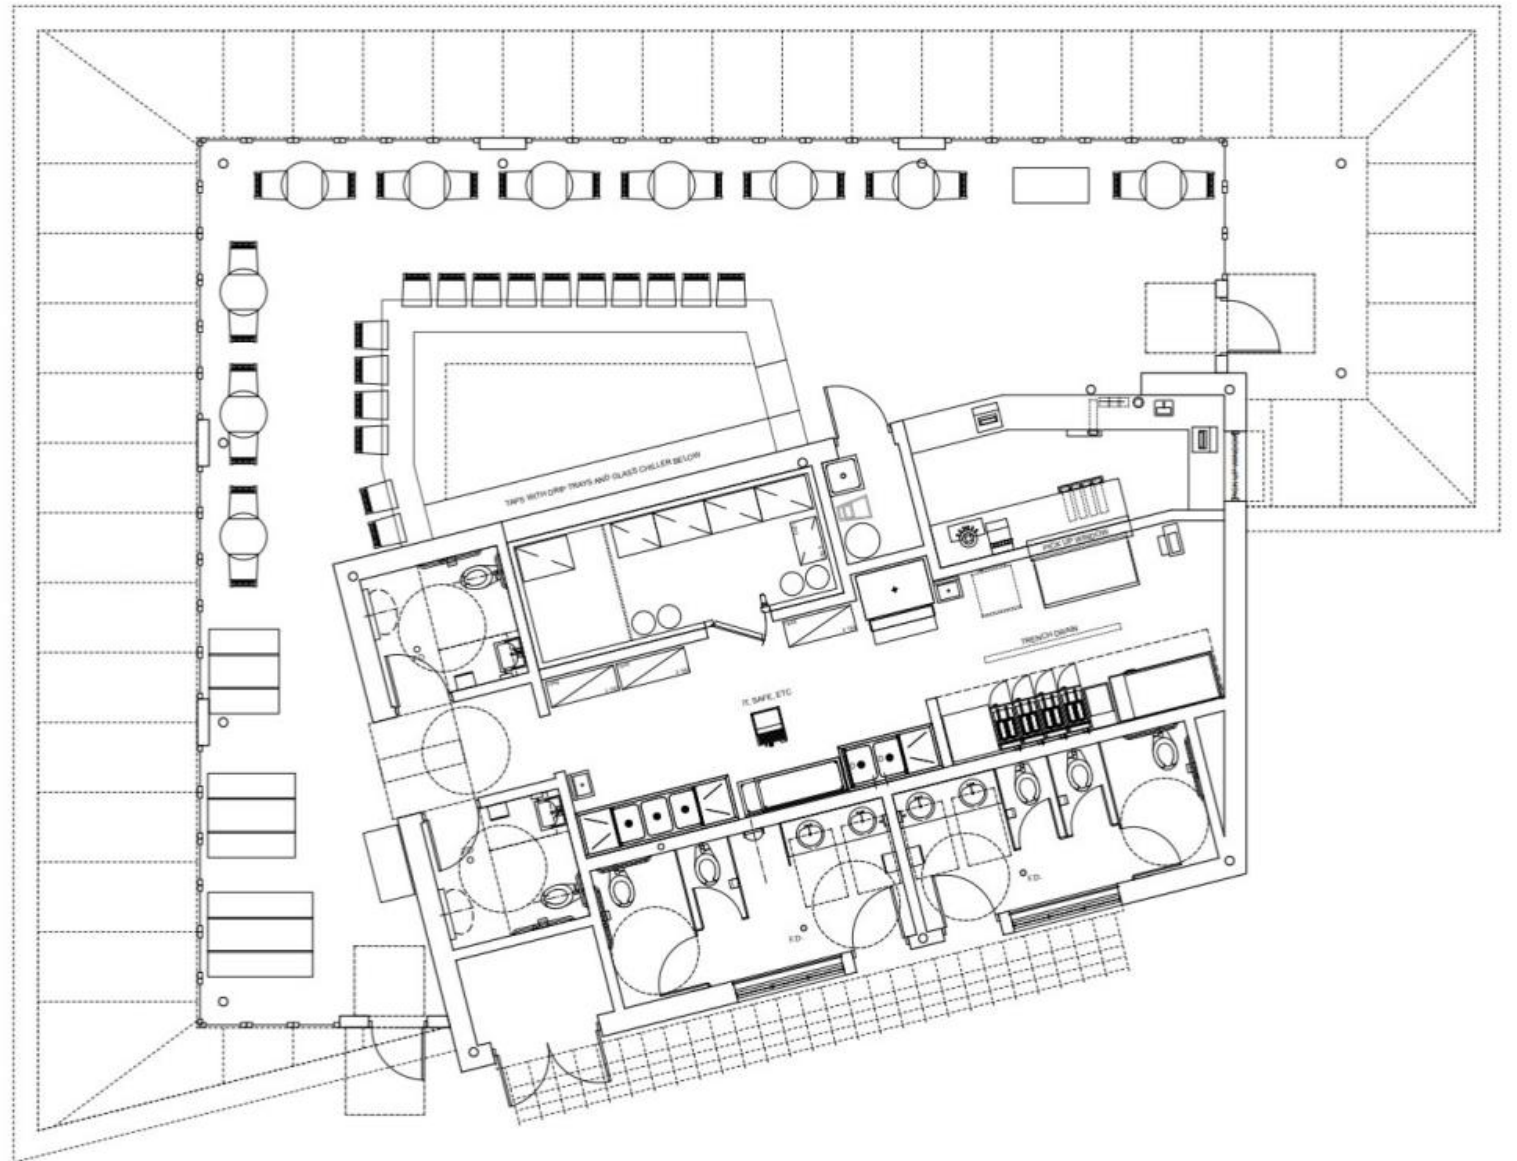 TAPS WITH DRIP TRAYS AND GLASS CHILLER BELOW
PICK UP WINDOW
TRENCH DRAIN
IT, SAFE, ETC
F.D.
F.D.